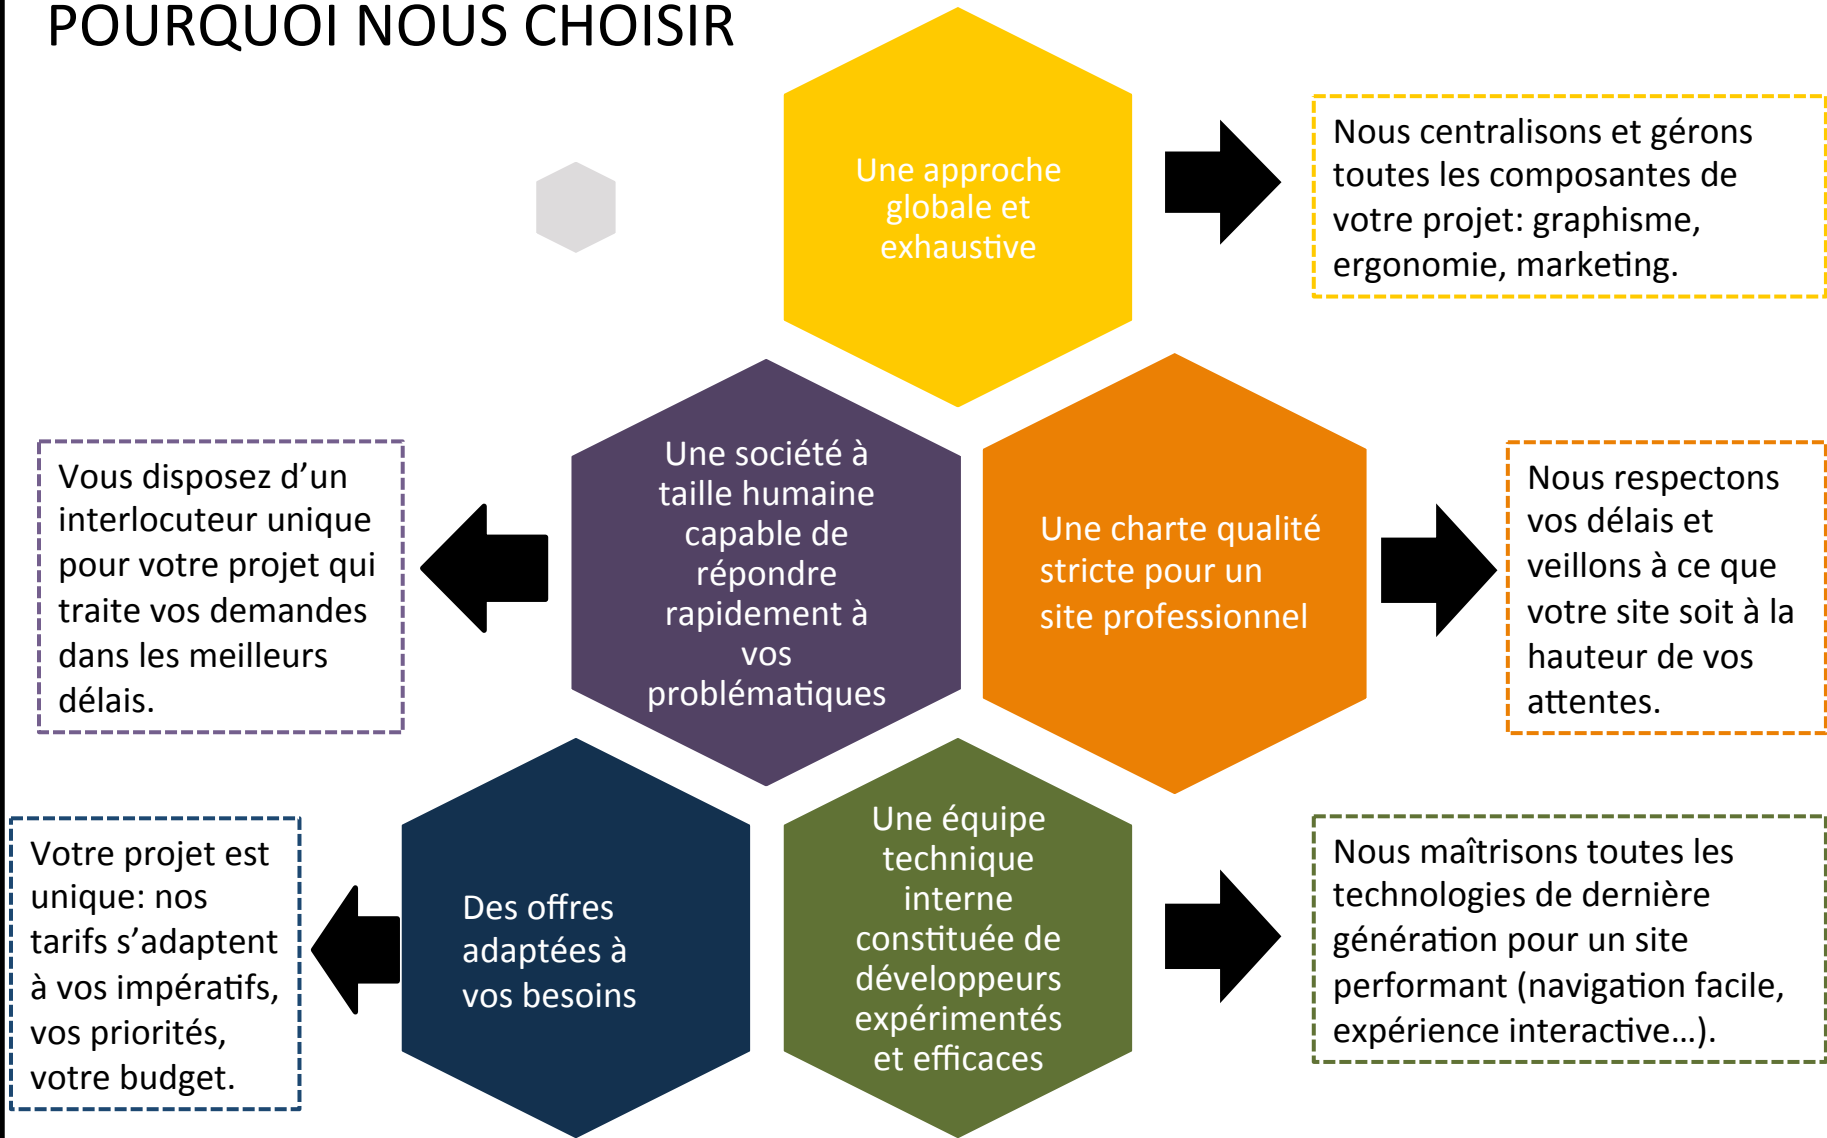 POURQUOI NOUS CHOISIR
Une approche
globale et
exhaustive
Nous centralisons et gérons
toutes les composantes de
votre projet: graphisme,
ergonomie, marketing.
Vous disposez d’un
interlocuteur unique
pour votre projet qui
traite vos demandes
dans les meilleurs
délais.
Une société à
taille humaine
capable de
répondre
rapidement à
vos
problématiques
Une charte qualité
stricte pour un
site professionnel
Nous respectons
vos délais et
veillons à ce que
votre site soit à la
hauteur de vos
attentes.
Votre projet est
unique: nos
tarifs s’adaptent
à vos impératifs,
vos priorités,
votre budget.
Des offres
adaptées à
vos besoins
Une équipe
technique
interne
constituée de
développeurs
expérimentés
et efficaces
Nous maîtrisons toutes les
technologies de dernière
génération pour un site
performant (navigation facile,
expérience interactive…).